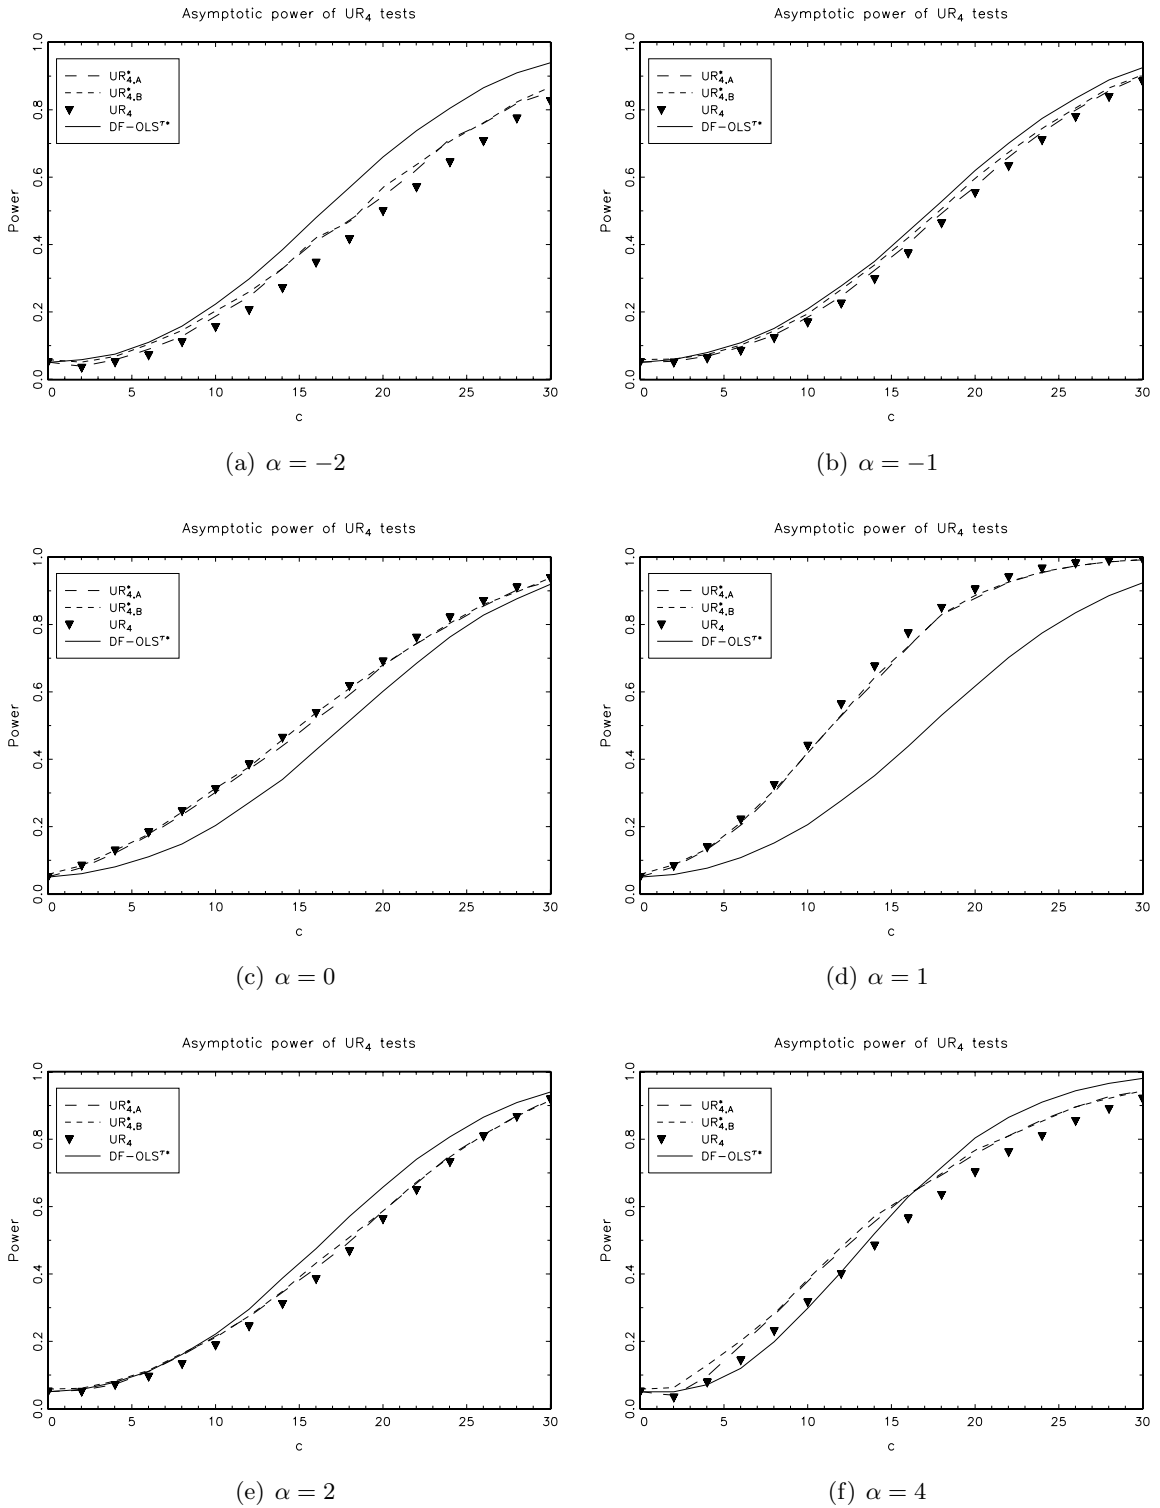 Asymptotic power of UR₄ tests
UR*₄,A
UR*₄,B
UR₄
DF-OLS^τ*
Power
0.0 0.2 0.4 0.6 0.8 1.0
0 5 10 15 20 25 30
c
(a) α = −2
Asymptotic power of UR₄ tests
UR*₄,A
UR*₄,B
UR₄
DF-OLS^τ*
Power
0.0 0.2 0.4 0.6 0.8 1.0
0 5 10 15 20 25 30
c
(b) α = −1
Asymptotic power of UR₄ tests
UR*₄,A
UR*₄,B
UR₄
DF-OLS^τ*
Power
0.0 0.2 0.4 0.6 0.8 1.0
0 5 10 15 20 25 30
c
(c) α = 0
Asymptotic power of UR₄ tests
UR*₄,A
UR*₄,B
UR₄
DF-OLS^τ*
Power
0.0 0.2 0.4 0.6 0.8 1.0
0 5 10 15 20 25 30
c
(d) α = 1
Asymptotic power of UR₄ tests
UR*₄,A
UR*₄,B
UR₄
DF-OLS^τ*
Power
0.0 0.2 0.4 0.6 0.8 1.0
0 5 10 15 20 25 30
c
(e) α = 2
Asymptotic power of UR₄ tests
UR*₄,A
UR*₄,B
UR₄
DF-OLS^τ*
Power
0.0 0.2 0.4 0.6 0.8 1.0
0 5 10 15 20 25 30
c
(f) α = 4